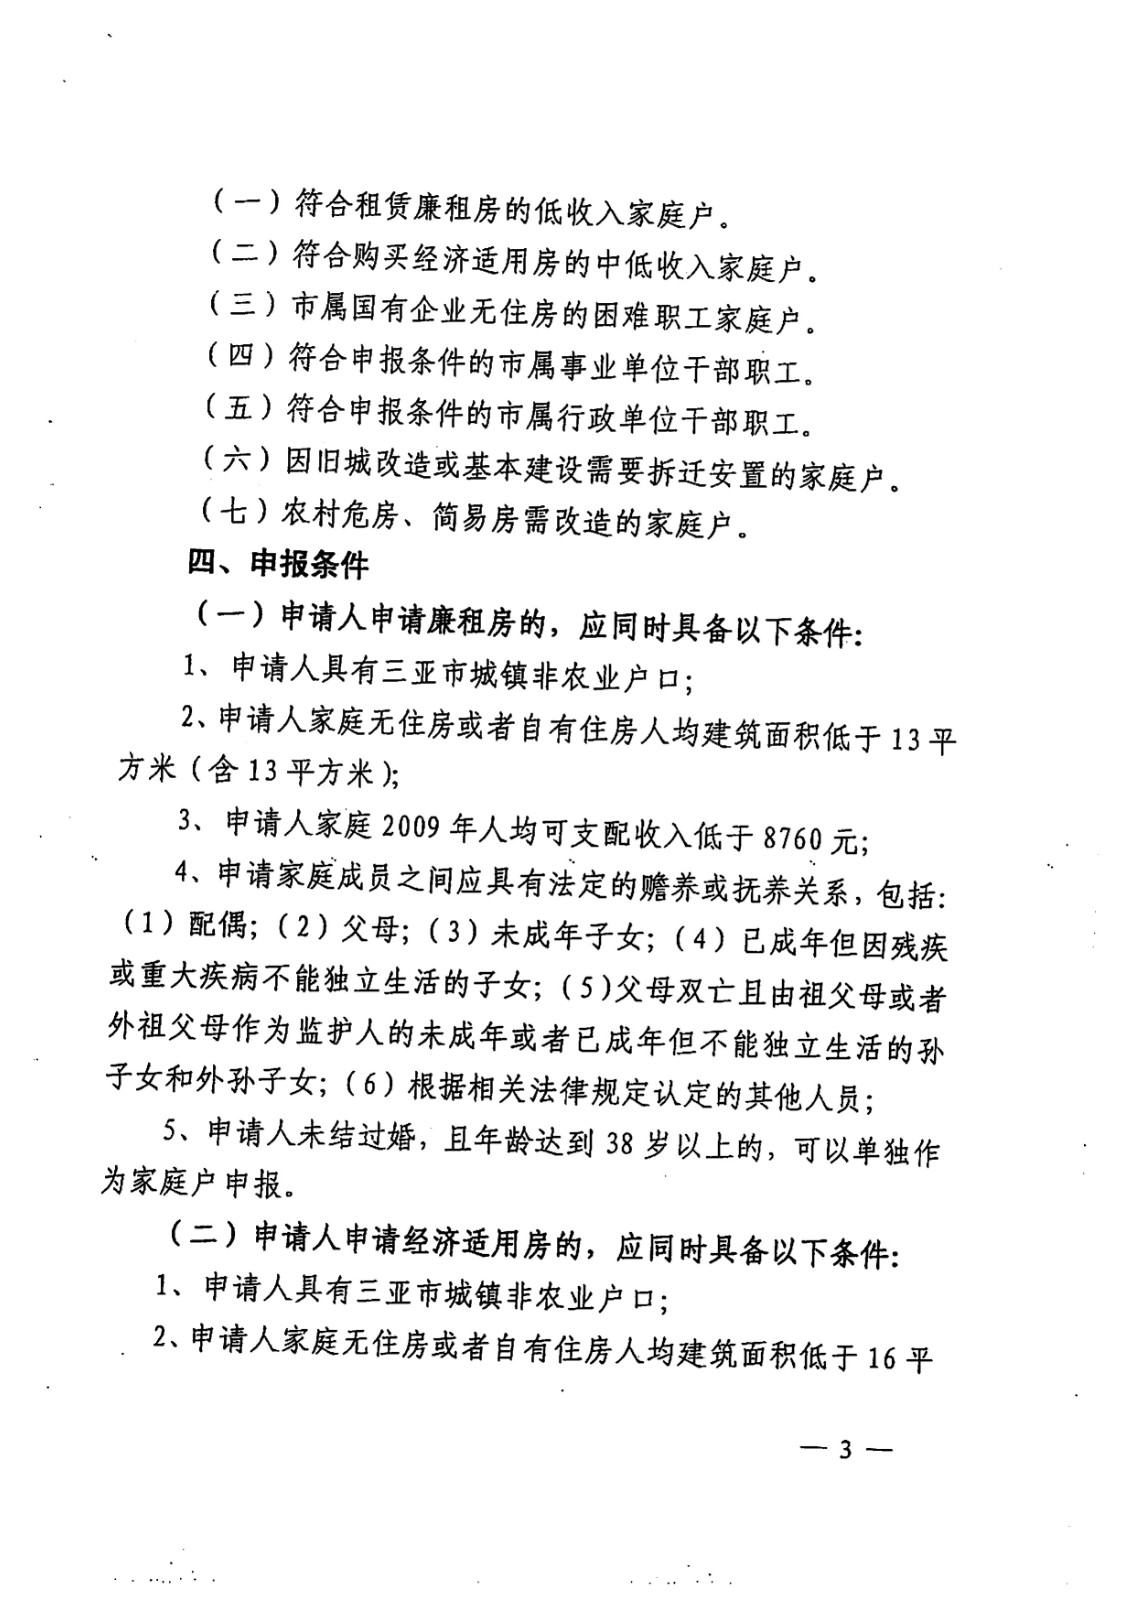 （一）符合租赁廉租房的低收入家庭户。
（二）符合购买经济适用房的中低收入家庭户。
（三）市属国有企业无住房的困难职工家庭户。
（四）符合申报条件的市属事业单位干部职工。
（五）符合申报条件的市属行政单位干部职工。
（六）因旧城改造或基本建设需要拆迁安置的家庭户。
（七）农村危房、简易房需改造的家庭户。
四、申报条件
（一）申请人申请廉租房的，应同时具备以下条件：
1、申请人具有三亚市城镇非农业户口；
2、申请人家庭无住房或者自有住房人均建筑面积低于 13 平
方米（含 13 平方米）；
3、申请人家庭 2009 年人均可支配收入低于 8760 元；
4、申请家庭成员之间应具有法定的赡养或抚养关系，包括：
（1）配偶；（2）父母；（3）未成年子女；（4）已成年但因残疾
或重大疾病不能独立生活的子女；（5）父母双亡且由祖父母或者
外祖父母作为监护人的未成年或者已成年但不能独立生活的孙
子女和外孙子女；（6）根据相关法律规定认定的其他人员；
5、申请人未结过婚，且年龄达到 38 岁以上的，可以单独作
为家庭户申报。
（二）申请人申请经济适用房的，应同时具备以下条件：
1、申请人具有三亚市城镇非农业户口；
2、申请人家庭无住房或者自有住房人均建筑面积低于 16 平
— 3 —